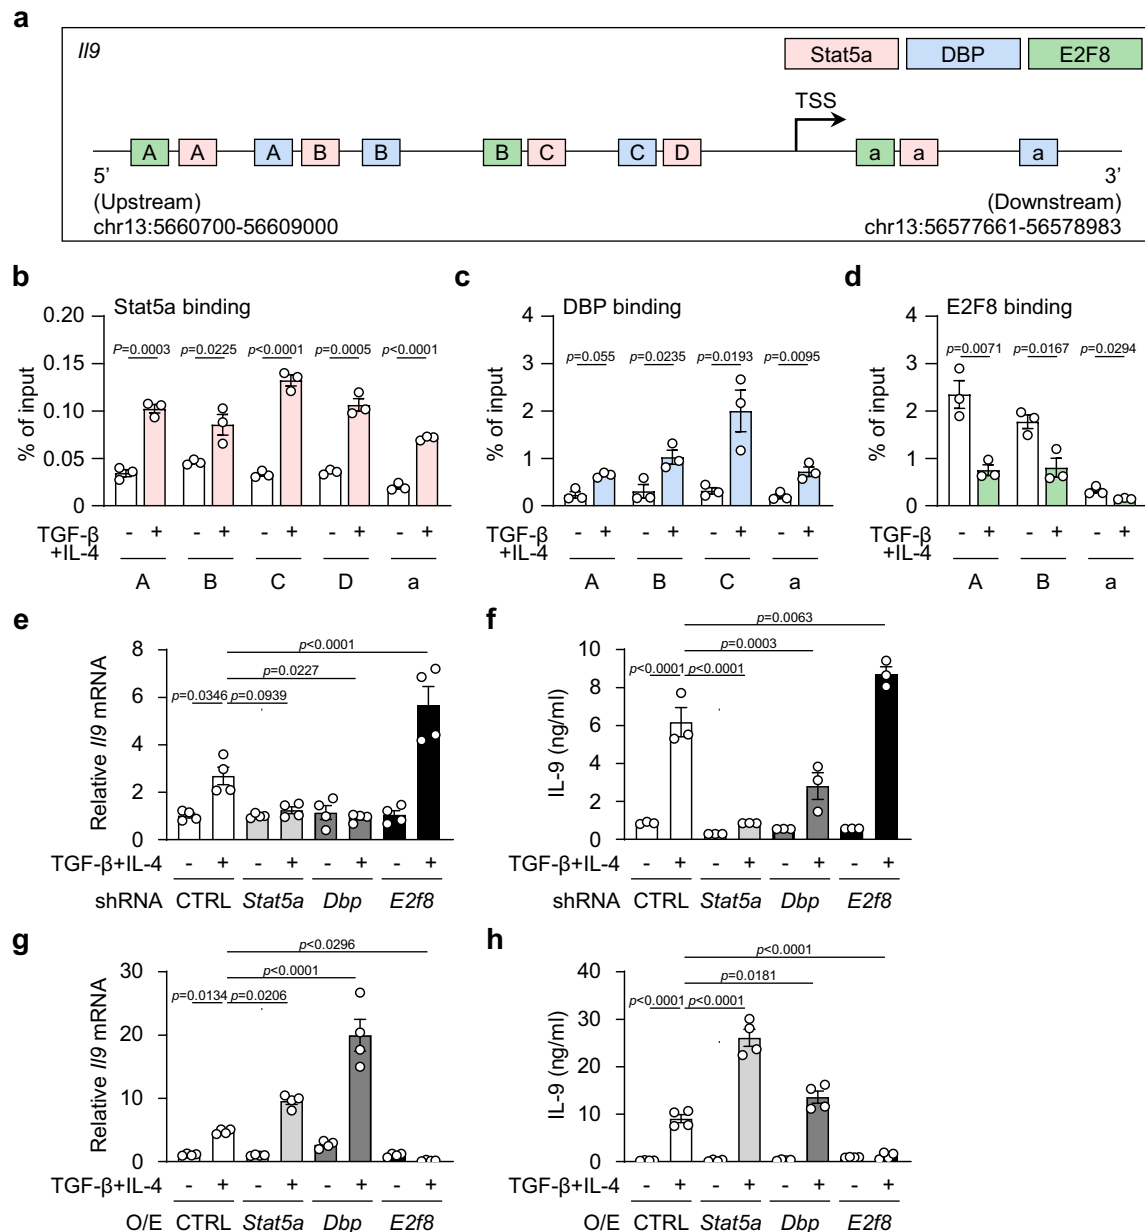 a
Il9
Stat5a DBP E2F8
TSS
A A A B B B C C D a a a
5’ 3’
(Upstream) (Downstream)
chr13:5660700-56609000 chr13:56577661-56578983
b
Stat5a binding
% of input
0.20
0.15
0.10
0.05
0
P=0.0003 p=0.0225 p<0.0001 p=0.0005 p<0.0001
TGF-β
+IL-4
- + - + - + - + - +
A B C D a
c
DBP binding
% of input
4
3
2
1
0
p=0.055 p=0.0235 p=0.0193 p=0.0095
TGF-β
+IL-4
- + - + - + - +
A B C a
d
E2F8 binding
% of input
4
3
2
1
0
p=0.0071 p=0.0167 p=0.0294
TGF-β
+IL-4
- + - + - +
A B a
e
Relative Il9 mRNA
8
6
4
2
0
p<0.0001
p=0.0227
p=0.0346 p=0.0939
TGF-β+IL-4 - + - + - + - +
shRNA CTRL Stat5a Dbp E2f8
f
IL-9 (ng/ml)
10
8
6
4
2
0
p=0.0063
p=0.0003
p<0.0001 p<0.0001
TGF-β+IL-4 - + - + - + - +
shRNA CTRL Stat5a Dbp E2f8
g
Relative Il9 mRNA
30
20
10
0
p<0.0296
p<0.0001
p=0.0134 p=0.0206
TGF-β+IL-4 - + - + - + - +
O/E CTRL Stat5a Dbp E2f8
h
IL-9 (ng/ml)
40
30
20
10
0
p<0.0001
p=0.0181
p<0.0001 p<0.0001
TGF-β+IL-4 - + - + - + - +
O/E CTRL Stat5a Dbp E2f8